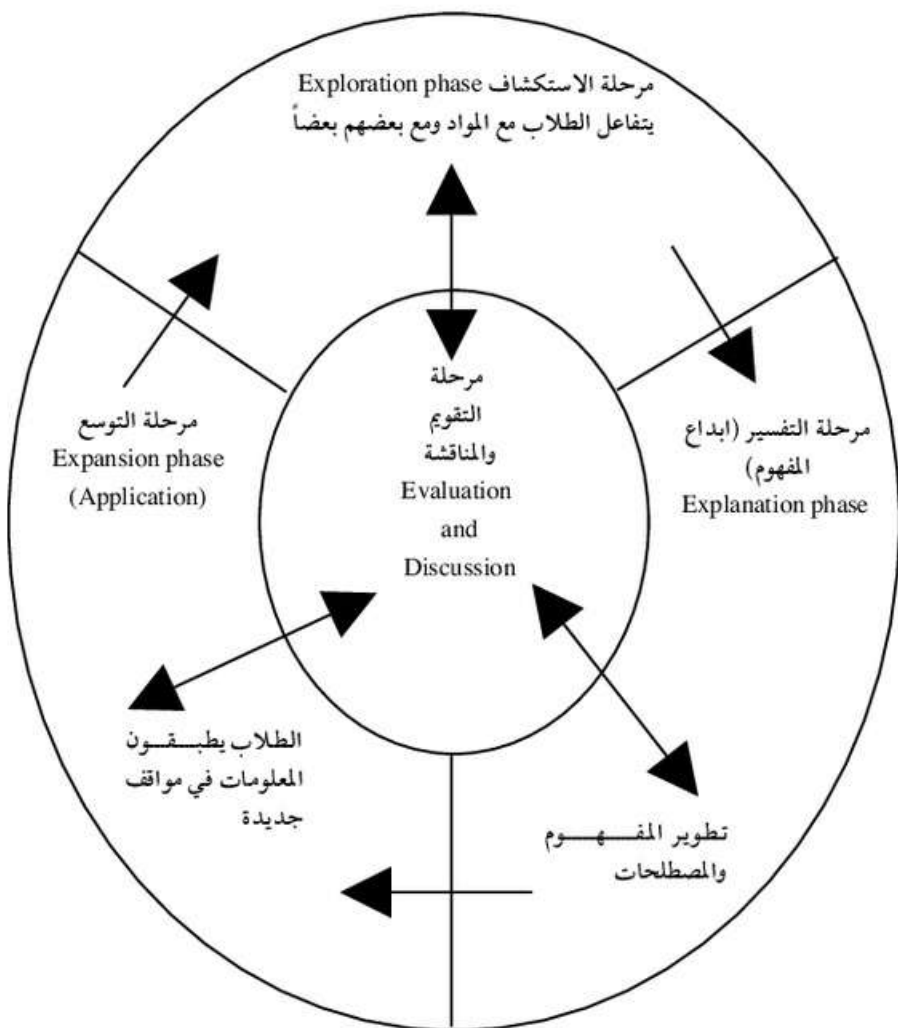 مرحلة الاستكشاف Exploration phase
يتفاعل الطلاب مع المواد ومع بعضهم بعضاً
مرحلة التفسير (ابداع
المفهوم)
Explanation phase
تطوير المفهوم
والمصطلحات
مرحلة
التقويم
والمناقشة
Evaluation
and
Discussion
مرحلة التوسع
Expansion phase
(Application)
الطلاب يطبقون
المعلومات في مواقف
جديدة